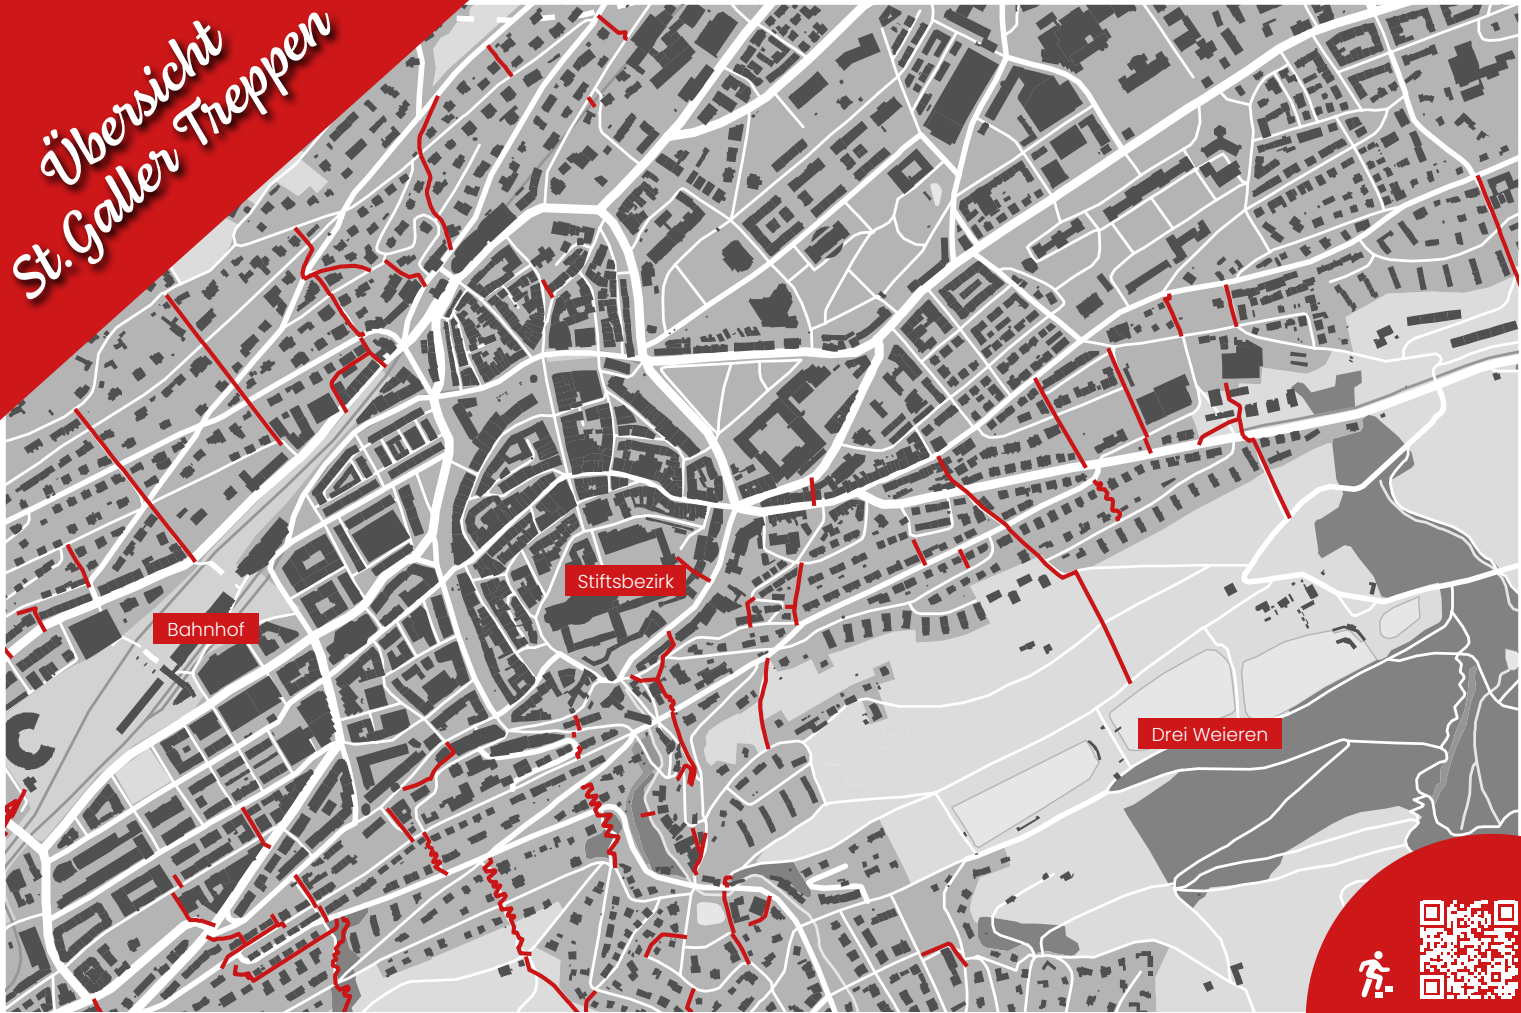 Übersicht
St. Galler Treppen
Stiftsbezirk
Bahnhof
Drei Weieren